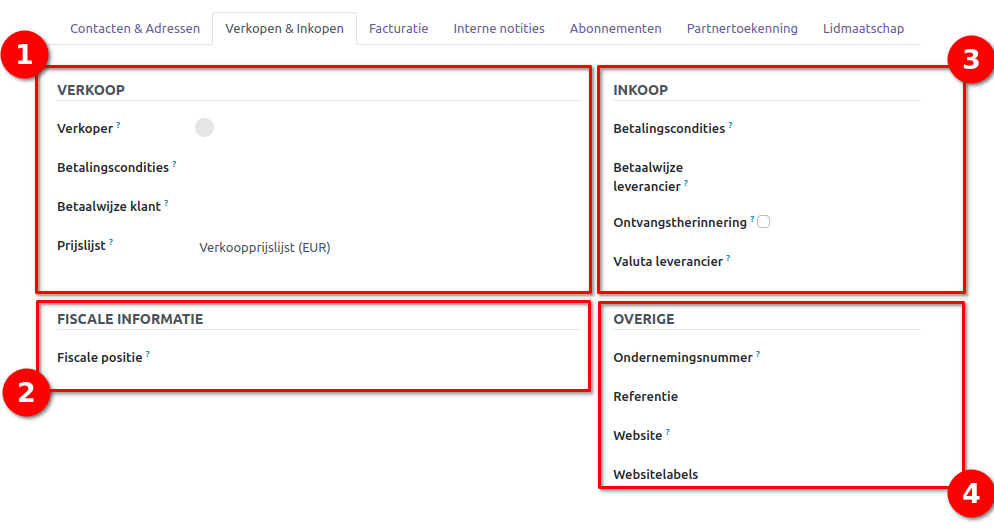 Contacten & Adressen Verkopen & Inkopen Facturatie Interne notities Abonnementen Partnertoekenning Lidmaatschap
1
VERKOOP
Verkoper ?
Betalingscondities ?
Betaalwijze klant ?
Prijslijst ? Verkoopprijslijst (EUR)
2
FISCALE INFORMATIE
Fiscale positie ?
3
INKOOP
Betalingscondities ?
Betaalwijze
leverancier ?
Ontvangstherinnering ?
Valuta leverancier ?
4
OVERIGE
Ondernemingsnummer ?
Referentie
Website ?
Websitelabels